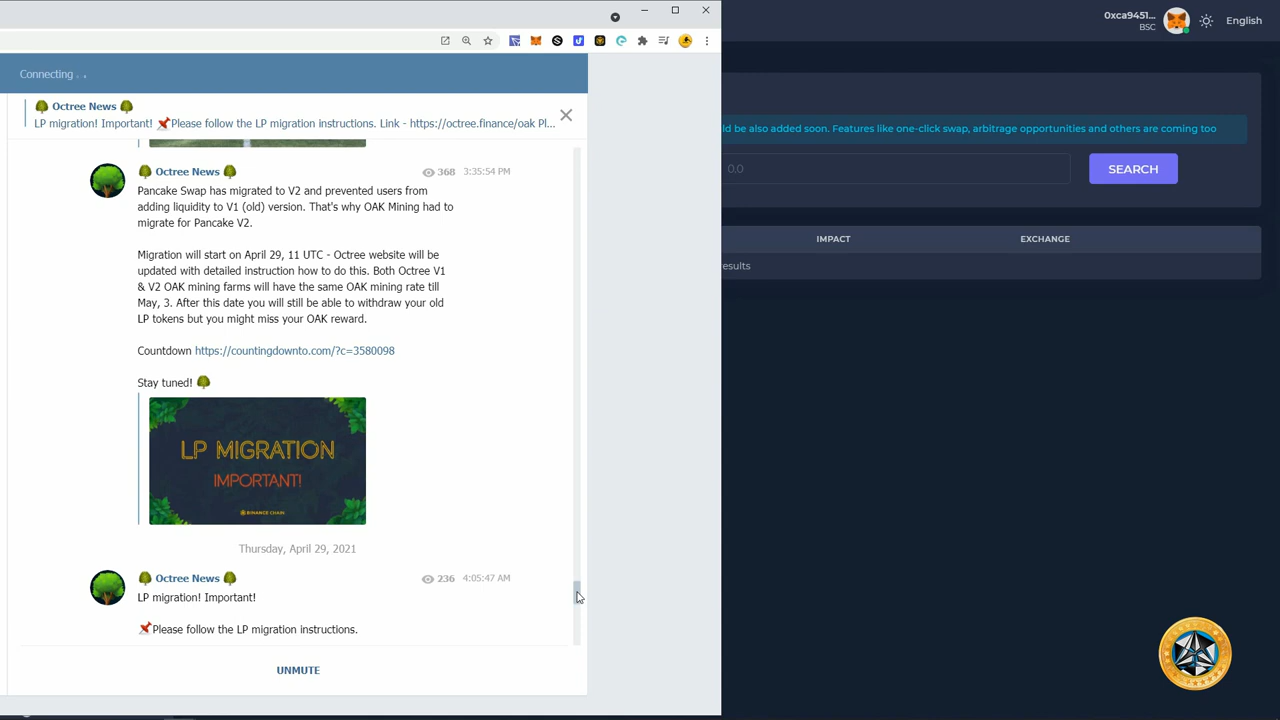 0xca9451...
BSC
English
Connecting
Octree News
LP migration! Important! 📌Please follow the LP migration instructions. Link - https://octree.finance/oak Pl...
ld be also added soon. Features like one-click swap, arbitrage opportunities and others are coming too
Octree News
368 3:35:54 PM
0.0
SEARCH
Pancake Swap has migrated to V2 and prevented users from
adding liquidity to V1 (old) version. That's why OAK Mining had to
migrate for Pancake V2.
IMPACT
EXCHANGE
esults
Migration will start on April 29, 11 UTC - Octree website will be
updated with detailed instruction how to do this. Both Octree V1
& V2 OAK mining farms will have the same OAK mining rate till
May, 3. After this date you will still be able to withdraw your old
LP tokens but you might miss your OAK reward.
Countdown https://countingdownto.com/?c=3580098
Stay tuned!
LP MIGRATION
IMPORTANT!
BINANCE CHAIN
Thursday, April 29, 2021
Octree News
236 4:05:47 AM
LP migration! Important!
📌Please follow the LP migration instructions.
UNMUTE